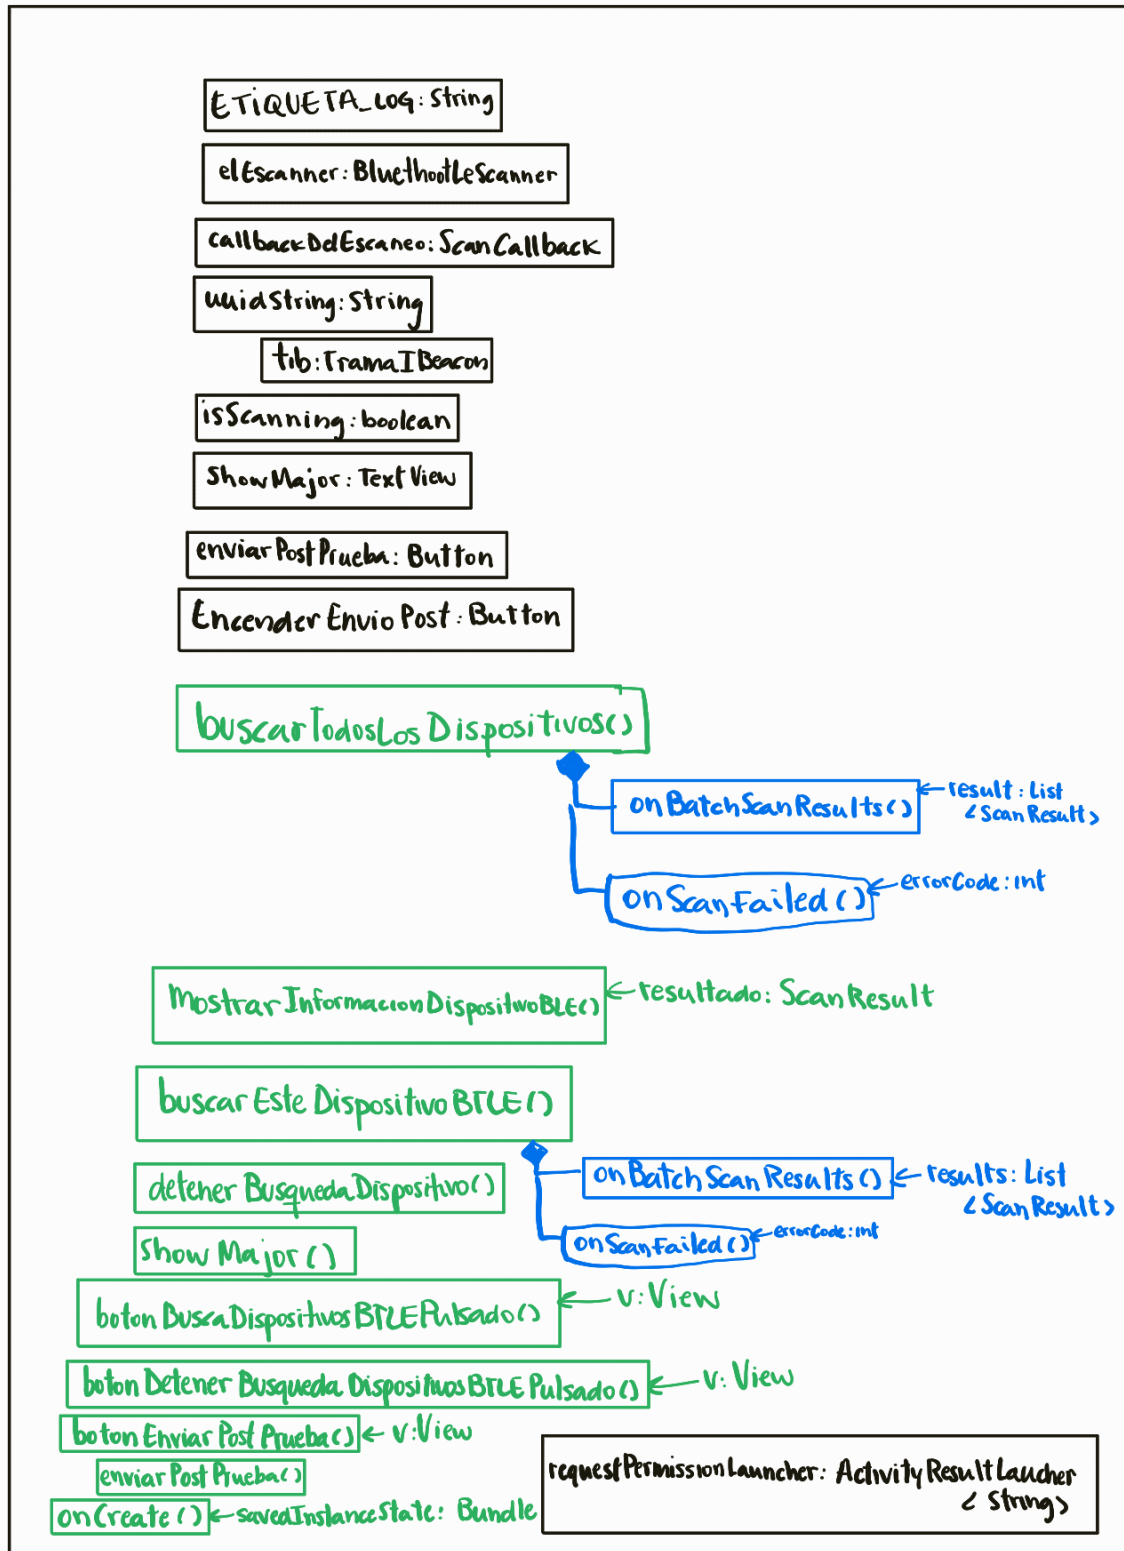 ETiQUETA_LOG: String
elEscanner: BluethootLeScanner
callbackDelEscaneo: ScanCallback
uuidString: String
tib: TramaIBeacon
isScanning: boolean
showMajor: TextView
enviarPostPrueba: Button
EncenderEnvioPost: Button
buscarTodosLosDispositivos()
onBatchScanResults() ← result: List
<ScanResult>
onScanFailed() ← errorCode: int
mostrarInformacionDispositivoBLE() ← resultado: ScanResult
buscarEsteDispositivoBTLE()
onBatchScanResults() ← results: List
<ScanResult>
detenerBusquedaDispositivo()
onScanFailed() ← errorCode: int
showMajor()
botonBuscaDispositivosBTLEPulsado() ← v: View
botonDetenerBusquedaDispositivosBTLEPulsado() ← v: View
botonEnviarPostPrueba() ← v: View
enviarPostPrueba()
requestPermissionLauncher: ActivityResultLaucher
<String>
onCreate() ← savedInstanceState: Bundle